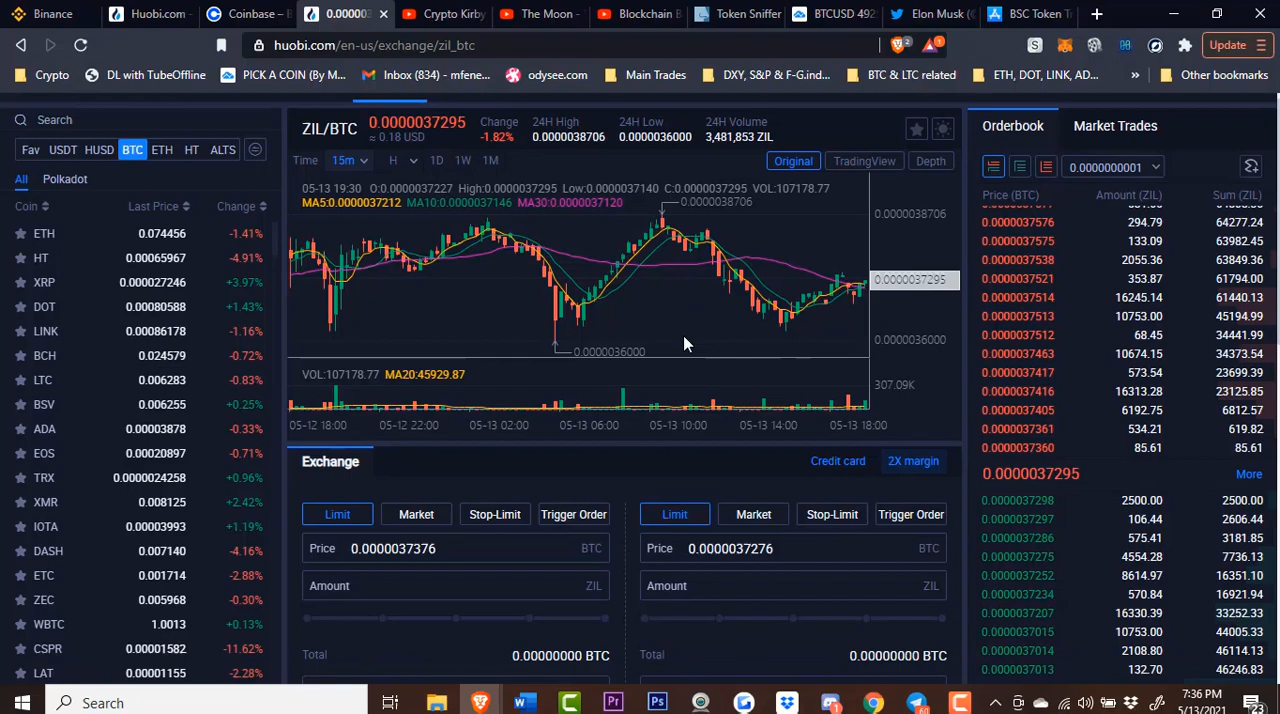 Binance Huobi.com Coinbase – 0.00003 Crypto Kirby The Moon - Blockchain B Token Sniffer BTCUSD 492 Elon Musk ( BSC Token Tr
huobi.com/en-us/exchange/zil_btc 2 1 S Update
Crypto DL with TubeOffline PICK A COIN (By M... Inbox (834) - mfene... odysee.com Main Trades DXY, S&P & F-G.ind... BTC & LTC related ETH, DOT, LINK, AD... » Other bookmarks
Search
Fav USDT HUSD BTC ETH HT ALTS
All Polkadot
Coin Last Price Change
ETH 0.074456 -1.41%
HT 0.00065967 -4.91%
XRP 0.000027246 +3.97%
DOT 0.00080588 -1.44%
LINK 0.00086178 -1.16%
BCH 0.024579 -0.72%
LTC 0.006283 -0.83%
BSV 0.006255 +0.25%
ADA 0.00003878 -0.33%
EOS 0.00020897 -0.71%
TRX 0.0000024258 +0.96%
XMR 0.008125 +2.42%
IOTA 0.00003993 +1.19%
DASH 0.007140 -4.16%
ETC 0.001714 -2.88%
ZEC 0.005968 -0.30%
WBTC 1.0013 +0.13%
CSPR 0.00001582 -11.62%
LAT 0.00001155 -2.28%
ZIL/BTC 0.0000037295 ≈ 0.18 USD
Change -1.82%
24H High 0.0000038706
24H Low 0.0000036000
24H Volume 3,481,853 ZIL
Time 15m H 1D 1W 1M Original TradingView Depth
05-13 19:30 O:0.0000037227 High:0.0000037295 Low:0.0000037140 C:0.0000037295 VOL:107178.77
MA5:0.0000037212 MA10:0.0000037146 MA30:0.0000037120
0.0000038706
0.0000038706
0.0000037295
0.0000036000
0.0000036000
VOL:107178.77 MA20:45929.87
307.09K
05-12 18:00 05-12 22:00 05-13 02:00 05-13 06:00 05-13 10:00 05-13 14:00 05-13 18:00
Exchange Credit card 2X margin
Limit Market Stop-Limit Trigger Order Limit Market Stop-Limit Trigger Order
Price 0.0000037376 BTC Price 0.0000037276 BTC
Amount ZIL Amount ZIL
Total 0.00000000 BTC Total 0.00000000 BTC
Orderbook Market Trades
0.0000000001
Price (BTC) Amount (ZIL) Sum (ZIL)
0.0000037576 294.79 64277.24
0.0000037575 133.09 63982.45
0.0000037538 2055.36 63849.36
0.0000037521 353.87 61794.00
0.0000037514 16245.14 61440.13
0.0000037513 10753.00 45194.99
0.0000037512 68.45 34441.99
0.0000037463 10674.15 34373.54
0.0000037417 573.54 23699.39
0.0000037416 16313.28 23125.85
0.0000037405 6192.75 6812.57
0.0000037361 534.21 619.82
0.0000037360 85.61 85.61
0.0000037295 More
0.0000037298 2500.00 2500.00
0.0000037297 106.44 2606.44
0.0000037286 575.41 3181.85
0.0000037275 4554.28 7736.13
0.0000037252 8614.97 16351.10
0.0000037234 570.84 16921.94
0.0000037207 16330.39 33252.33
0.0000037015 10753.00 44005.33
0.0000037014 2108.80 46114.13
0.0000037013 132.70 46246.83
Search
7:36 PM
5/13/2021
23